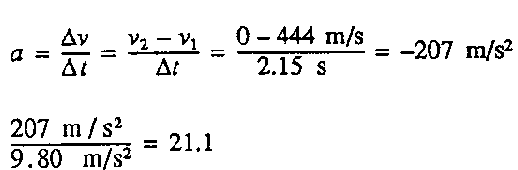 a = Δv/Δt = v₂ − v₁/Δt = 0 – 444 m/s/2.15 s = –207 m/s²
207 m/s²/9.80 m/s² = 21.1